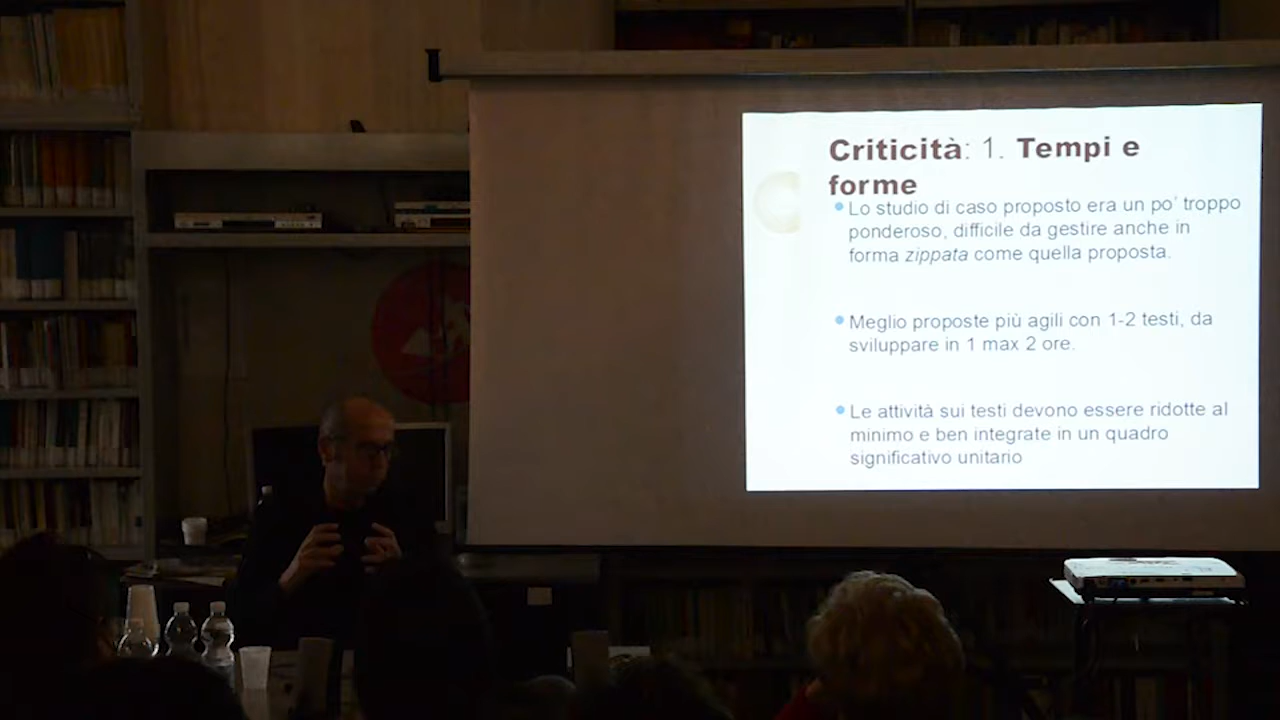 Criticità: 1. Tempi e
forme
Lo studio di caso proposto era un po' troppo
ponderoso, difficile da gestire anche in
forma zippata come quella proposta.
Meglio proposte più agili con 1-2 testi, da
sviluppare in 1 max 2 ore.
Le attività sui testi devono essere ridotte al
minimo e ben integrate in un quadro
significativo unitario